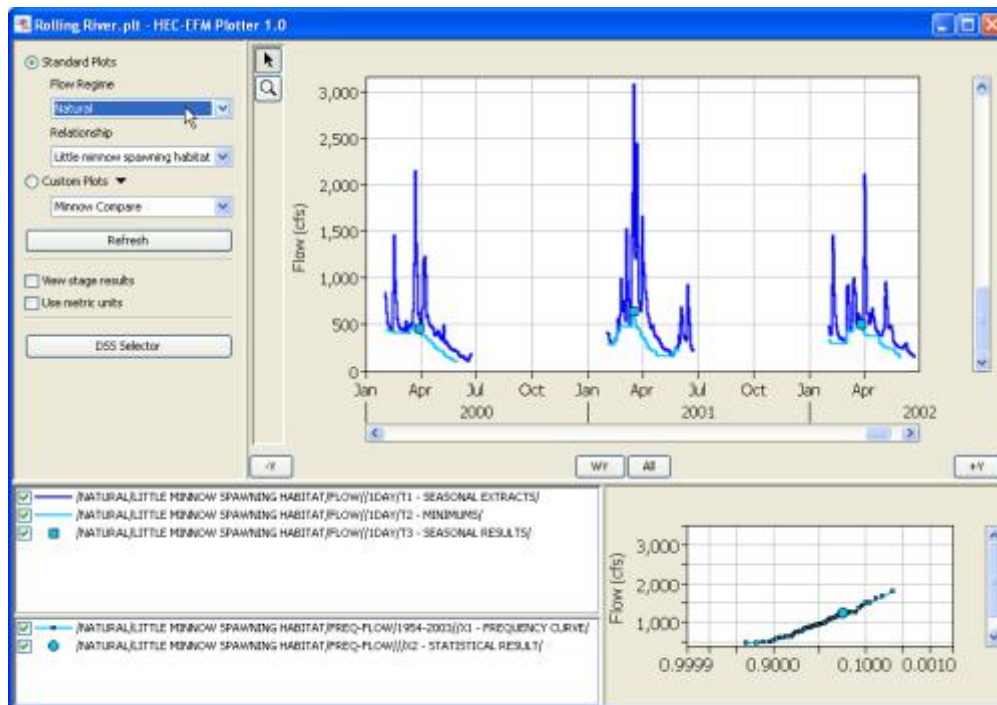 Rolling River.plt - HEC-EFM Plotter 1.0
Standard Plots
Flow Regime
Natural
Relationship
Little minnow spawning habitat
Custom Plots
Minnow Compare
Refresh
View stage results
Use metric units
DSS Selector
Flow (cfs)
3,000
2,500
2,000
1,500
1,000
500
0
Jan Apr Jul Oct Jan Apr Jul Oct Jan Apr
2000 2001 2002
-Y WY All +Y
/NATURAL/LITTLE MINNOW SPAWNING HABITAT/FLOW//1DAY/T1 - SEASONAL EXTRACTS/
/NATURAL/LITTLE MINNOW SPAWNING HABITAT/FLOW//1DAY/T2 - MINIMUMS/
/NATURAL/LITTLE MINNOW SPAWNING HABITAT/FLOW//1DAY/T3 - SEASONAL RESULTS/
/NATURAL/LITTLE MINNOW SPAWNING HABITAT/FREQ-FLOW/1954-2003//X1 - FREQUENCY CURVE/
/NATURAL/LITTLE MINNOW SPAWNING HABITAT/FREQ-FLOW///X2 - STATISTICAL RESULT/
Flow (cfs)
3,000
2,000
1,000
0.9999 0.9000 0.1000 0.0010